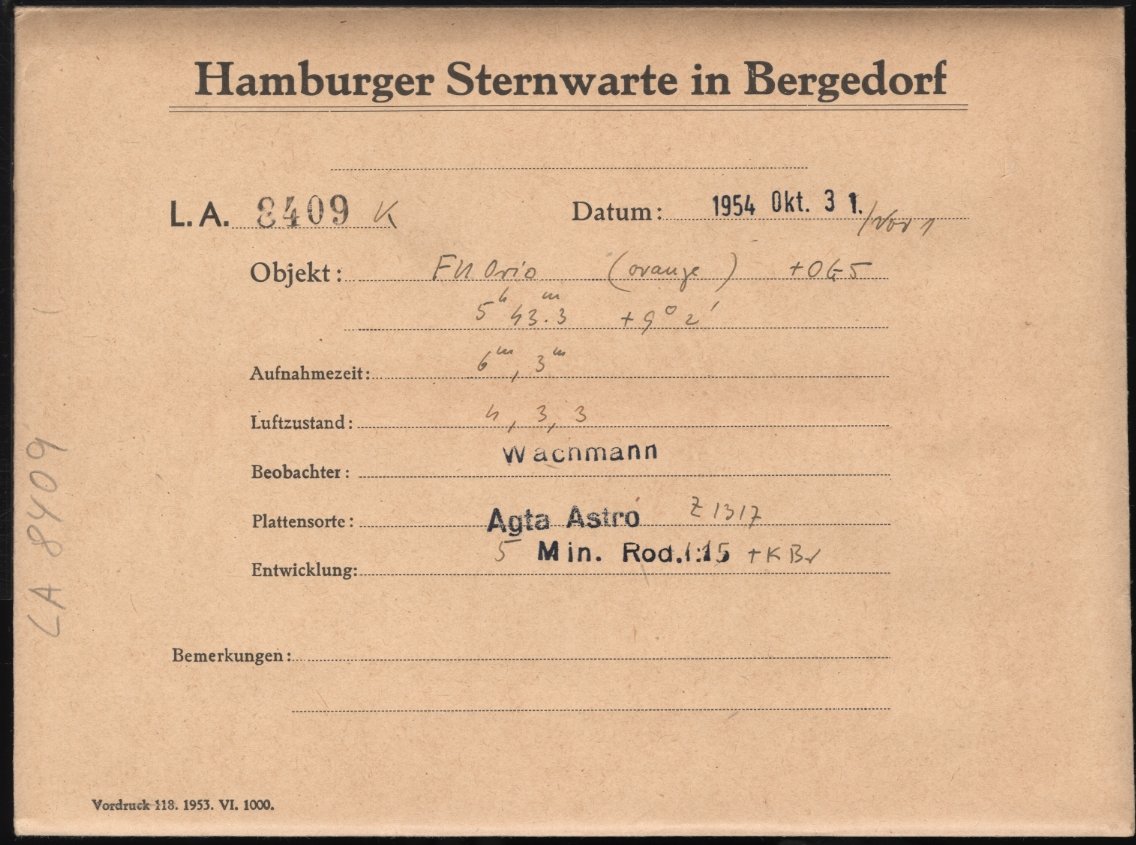 Hamburger Sternwarte in Bergedorf
L.A. 8409 K
Datum: 1954 Okt. 31./Nov 1
Objekt: FU Orio (orange) +OG5
5h 43.3m +9° 2'
Aufnahmezeit: 6m, 3m
Luftzustand: 4, 3, 3
Wachmann
Beobachter:
Plattensorte: Agfa Astro Z 1317
5 Min. Rod. 1:15 +KBr
Entwicklung:
Bemerkungen:
Vordruck 118. 1953. VI. 1000.
LA 8409